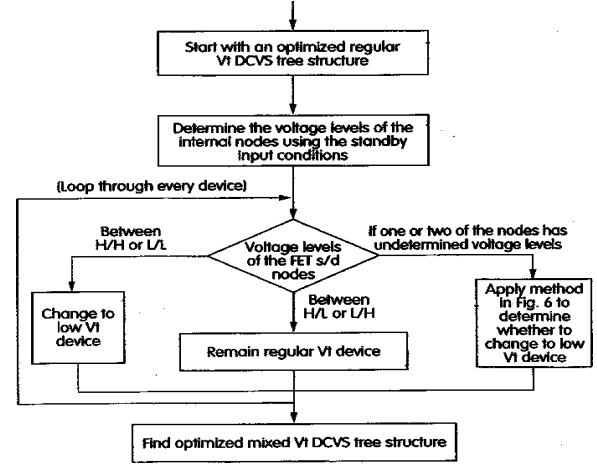 Start with an optimized regular
Vt DCVS tree structure
Determine the voltage levels of the
internal nodes using the standby
input conditions
(Loop through every device)
Between
H/H or L/L
Voltage levels
of the FET s/d
nodes
If one or two of the nodes has
undetermined voltage levels
Change to
low Vt
device
Between
H/L or L/H
Remain regular Vt device
Apply method
in Fig. 6 to
determine
whether to
change to low
Vt device
Find optimized mixed Vt DCVS tree structure